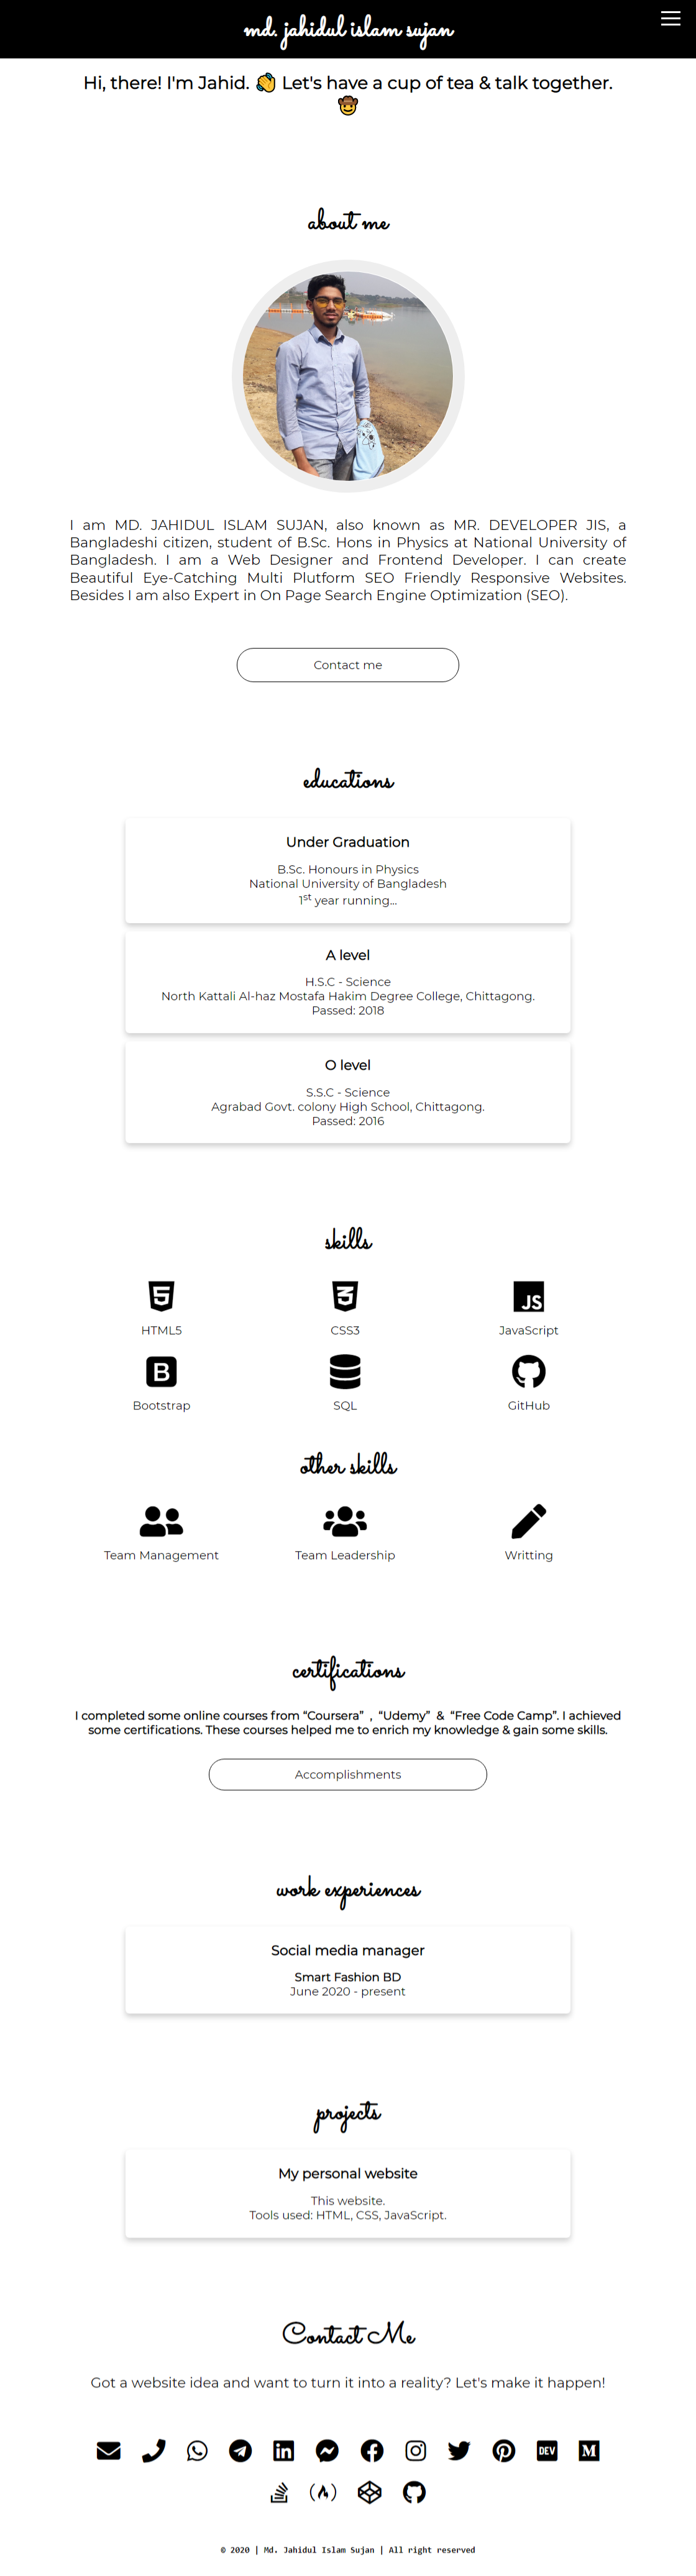 md. jahidul islam sujan
Hi, there! I'm Jahid. 👋 Let's have a cup of tea & talk together.
🤠
about me
I am MD. JAHIDUL ISLAM SUJAN, also known as MR. DEVELOPER JIS, a
Bangladeshi citizen, student of B.Sc. Hons in Physics at National University of
Bangladesh. I am a Web Designer and Frontend Developer. I can create
Beautiful Eye-Catching Multi Plutform SEO Friendly Responsive Websites.
Besides I am also Expert in On Page Search Engine Optimization (SEO).
Contact me
educations
Under Graduation
B.Sc. Honours in Physics
National University of Bangladesh
1st year running...
A level
H.S.C - Science
North Kattali Al-haz Mostafa Hakim Degree College, Chittagong.
Passed: 2018
O level
S.S.C - Science
Agrabad Govt. colony High School, Chittagong.
Passed: 2016
skills
5 3 JS
HTML5 CSS3 JavaScript
B
Bootstrap SQL GitHub
other skills
Team Management Team Leadership Writting
certifications
I completed some online courses from “Coursera” , “Udemy” & “Free Code Camp”. I achieved
some certifications. These courses helped me to enrich my knowledge & gain some skills.
Accomplishments
work experiences
Social media manager
Smart Fashion BD
June 2020 - present
projects
My personal website
This website.
Tools used: HTML, CSS, JavaScript.
Contact Me
Got a website idea and want to turn it into a reality? Let's make it happen!
in DEV M
© 2020 | Md. Jahidul Islam Sujan | All right reserved